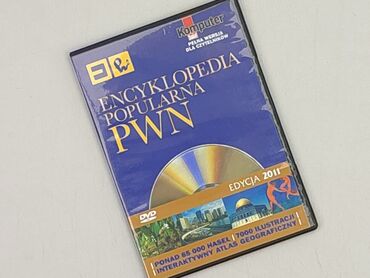 Komputer
PEŁNA WERSJA
DLA CZYTELNIKÓW
ENCYKLOPEDIA
POPULARNA
PWN
EDYCJA 2011
DVD
PONAD 85 000 HASEŁ | 7000 ILUSTRACJI
INTERAKTYWNY ATLAS GEOGRAFICZNY